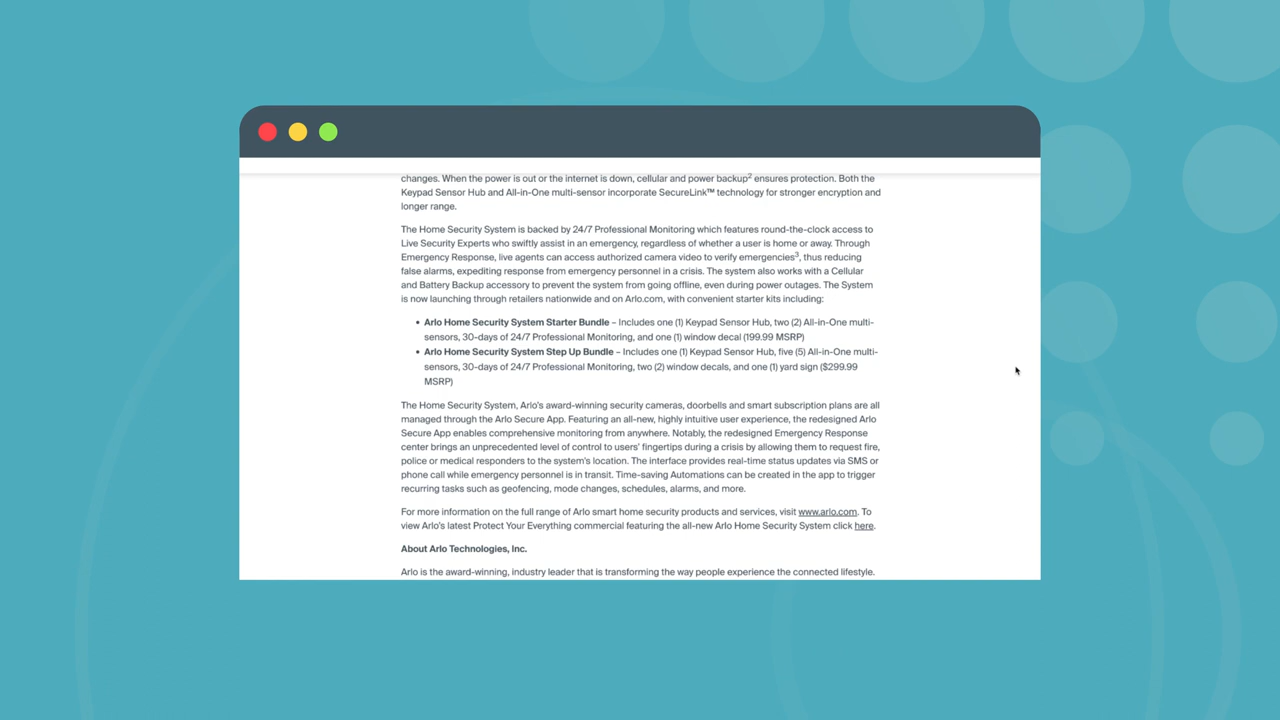 changes. When the power is out or the internet is down, cellular and power backup² ensures protection. Both the
Keypad Sensor Hub and All-in-One multi-sensor incorporate SecureLink™ technology for stronger encryption and
longer range.
The Home Security System is backed by 24/7 Professional Monitoring which features round-the-clock access to
Live Security Experts who swiftly assist in an emergency, regardless of whether a user is home or away. Through
Emergency Response, live agents can access authorized camera video to verify emergencies³, thus reducing
false alarms, expediting response from emergency personnel in a crisis. The system also works with a Cellular
and Battery Backup accessory to prevent the system from going offline, even during power outages. The System
is now launching through retailers nationwide and on Arlo.com, with convenient starter kits including:
• Arlo Home Security System Starter Bundle – Includes one (1) Keypad Sensor Hub, two (2) All-in-One multi-
sensors, 30-days of 24/7 Professional Monitoring, and one (1) window decal (199.99 MSRP)
• Arlo Home Security System Step Up Bundle – Includes one (1) Keypad Sensor Hub, five (5) All-in-One multi-
sensors, 30-days of 24/7 Professional Monitoring, two (2) window decals, and one (1) yard sign ($299.99
MSRP)
The Home Security System, Arlo's award-winning security cameras, doorbells and smart subscription plans are all
managed through the Arlo Secure App. Featuring an all-new, highly intuitive user experience, the redesigned Arlo
Secure App enables comprehensive monitoring from anywhere. Notably, the redesigned Emergency Response
center brings an unprecedented level of control to users' fingertips during a crisis by allowing them to request fire,
police or medical responders to the system's location. The interface provides real-time status updates via SMS or
phone call while emergency personnel is in transit. Time-saving Automations can be created in the app to trigger
recurring tasks such as geofencing, mode changes, schedules, alarms, and more.
For more information on the full range of Arlo smart home security products and services, visit www.arlo.com. To
view Arlo's latest Protect Your Everything commercial featuring the all-new Arlo Home Security System click here.
About Arlo Technologies, Inc.
Arlo is the award-winning, industry leader that is transforming the way people experience the connected lifestyle.